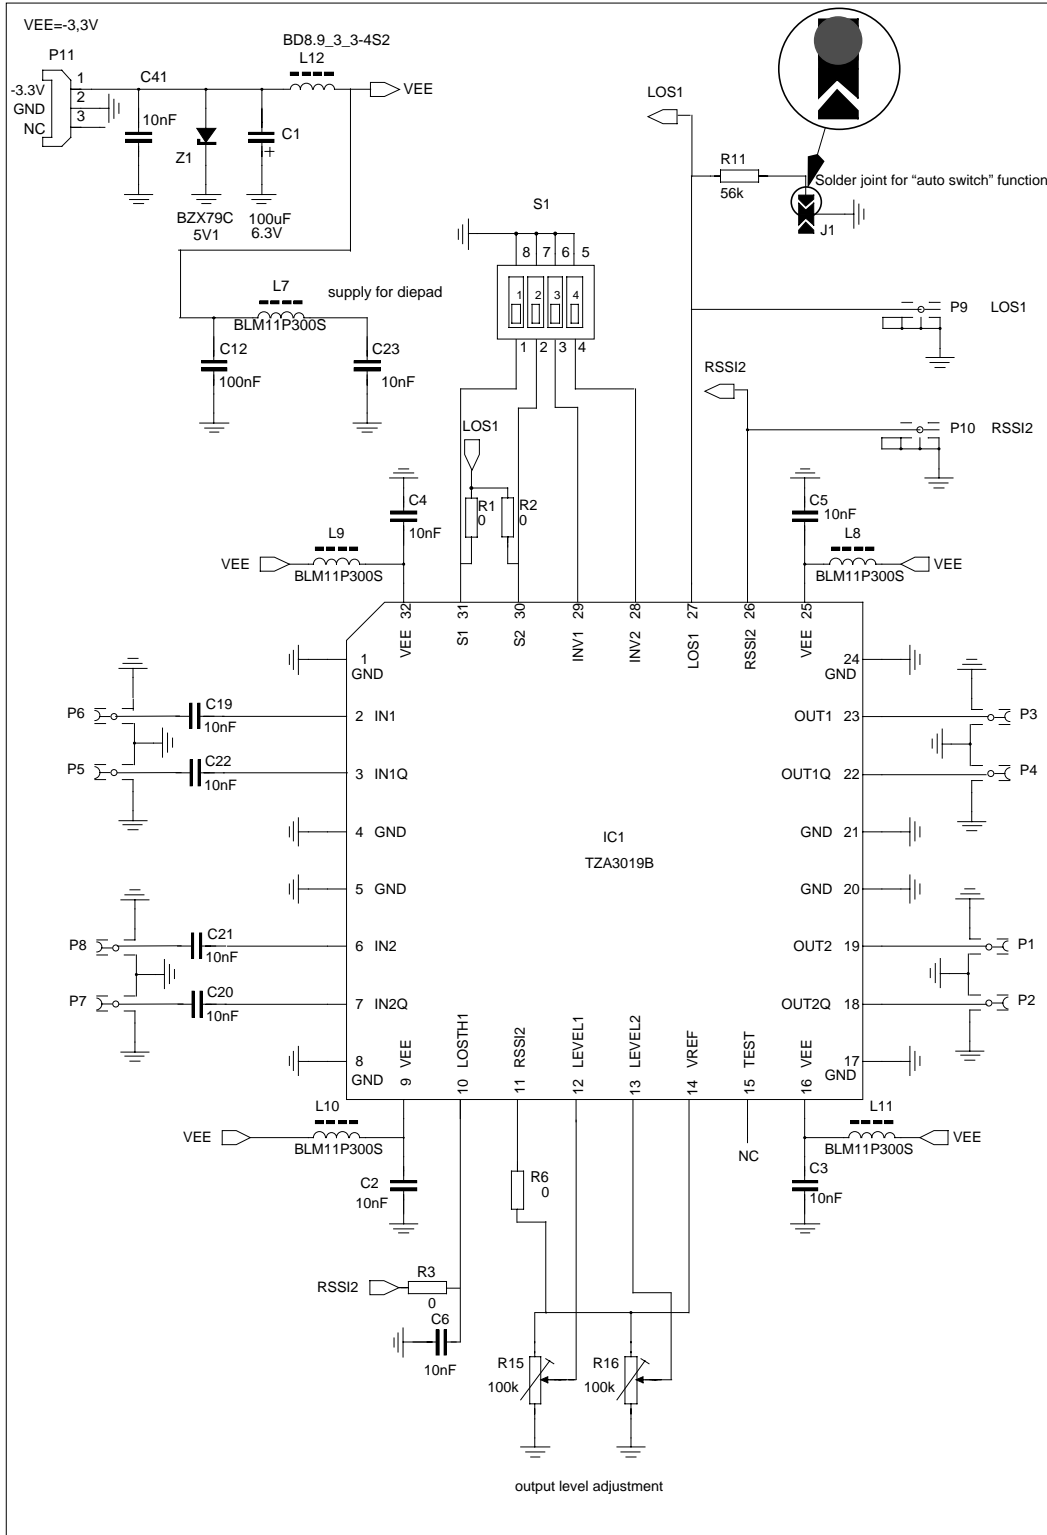 VEE=-3,3V
P11
-3.3V
GND
NC
1
2
3
C41
10nF
Z1
BZX79C
5V1
C1
100uF
6.3V
BD8.9_3_3-4S2
L12
VEE
LOS1
R11
56k
Solder joint for “auto switch” function
J1
S1
8 7 6 5
1 2 3 4
1 2 3 4
L7
BLM11P300S
supply for diepad
C12
100nF
C23
10nF
P9 LOS1
RSSI2
P10 RSSI2
LOS1
R1
0
R2
0
C4
10nF
L9
VEE
BLM11P300S
C5
10nF
L8
VEE
BLM11P300S
VEE 32
S1 31
S2 30
INV1 29
INV2 28
LOS1 27
RSSI2 26
VEE 25
1
GND
24
GND
P6
C19
10nF
2 IN1
OUT1 23
P3
P5
C22
10nF
3 IN1Q
OUT1Q 22
P4
4 GND
GND 21
IC1
TZA3019B
5 GND
GND 20
P8
C21
10nF
6 IN2
OUT2 19
P1
P7
C20
10nF
7 IN2Q
OUT2Q 18
P2
8
GND
17
GND
9 VEE
10 LOSTH1
11 RSSI2
12 LEVEL1
13 LEVEL2
14 VREF
15 TEST
16 VEE
L10
VEE
BLM11P300S
C2
10nF
L11
VEE
BLM11P300S
C3
10nF
NC
R6
0
RSSI2
R3
0
C6
10nF
R15
100k
R16
100k
output level adjustment